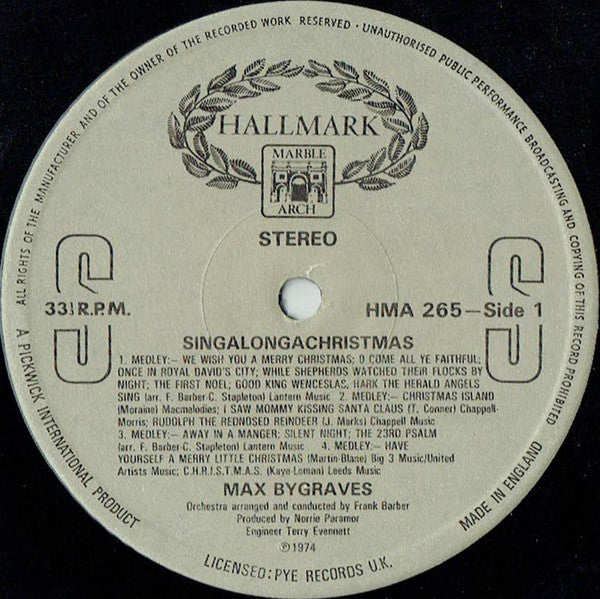 ALL RIGHTS OF THE MANUFACTURER AND OF THE OWNER OF THE RECORDED WORK RESERVED · UNAUTHORISED PUBLIC PERFORMANCE BROADCASTING AND COPYING OF THIS RECORD PROHIBITED
HALLMARK
MARBLE
ARCH
STEREO
33⅓ R.P.M.
HMA 265—Side 1
SINGALONGACHRISTMAS
1. MEDLEY:— WE WISH YOU A MERRY CHRISTMAS; O COME ALL YE FAITHFUL;
ONCE IN ROYAL DAVID'S CITY; WHILE SHEPHERDS WATCHED THEIR FLOCKS BY
NIGHT; THE FIRST NOEL; GOOD KING WENCESLAS, HARK THE HERALD ANGELS
SING (arr. F. Barber-C. Stapleton) Lantern Music 2. MEDLEY:— CHRISTMAS ISLAND
(Moraine) Macmelodies; I SAW MOMMY KISSING SANTA CLAUS (T. Conner) Chappell-
Morris; RUDOLPH THE REDNOSED REINDEER (J. Marks) Chappell Music
3. MEDLEY:— AWAY IN A MANGER; SILENT NIGHT; THE 23RD PSALM
(arr. F. Barber-C. Stapleton) Lantern Music 4. MEDLEY:— HAVE
YOURSELF A MERRY LITTLE CHRISTMAS (Martin-Blane) Big 3 Music/United
Artists Music; C.H.R.I.S.T.M.A.S. (Kaye-Loman) Leeds Music
MAX BYGRAVES
Orchestra arranged and conducted by Frank Barber
Produced by Norrie Paramor
Engineer Terry Evennett
℗1974
A PICKWICK INTERNATIONAL PRODUCT
LICENSED: PYE RECORDS U.K.
MADE IN ENGLAND